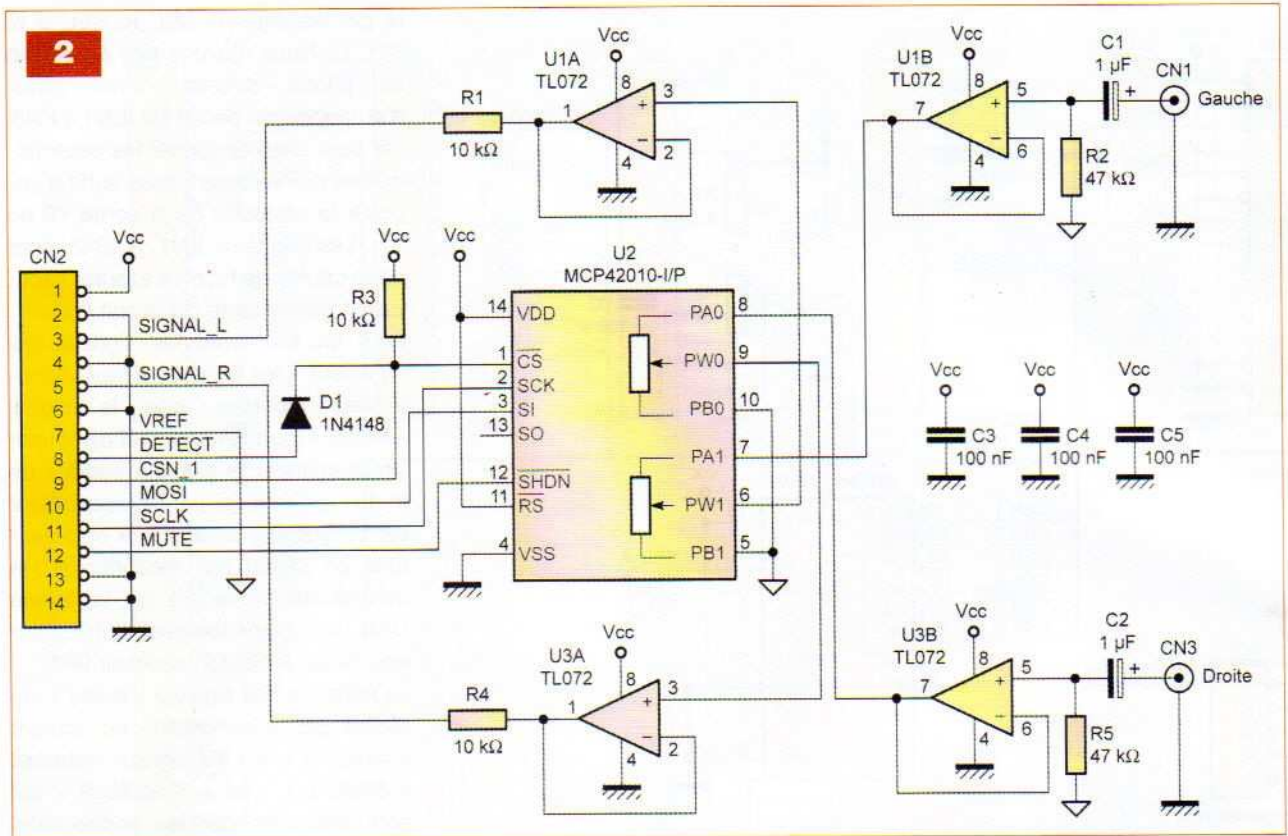 2
Vcc
U1A
TL072
8
3
+
1
−
2
4
R1
10 kΩ
Vcc
U1B
TL072
8
5
+
7
−
6
4
C1
1 µF
+
CN1
Gauche
R2
47 kΩ
Vcc
CN2
1
2
3
4
5
6
7
8
9
10
11
12
13
14
SIGNAL_L
SIGNAL_R
VREF
DETECT
CSN_1
MOSI
SCLK
MUTE
Vcc
R3
10 kΩ
Vcc
D1
1N4148
U2
MCP42010-I/P
14 VDD
1 CS
2 SCK
3 SI
13 SO
12 SHDN
11 RS
4 VSS
PA0 8
PW0 9
PB0 10
PA1 7
PW1 6
PB1 5
Vcc
C3
100 nF
Vcc
C4
100 nF
Vcc
C5
100 nF
Vcc
U3A
TL072
8
3
+
1
−
2
4
R4
10 kΩ
Vcc
U3B
TL072
8
5
+
7
−
6
4
C2
1 µF
+
CN3
Droite
R5
47 kΩ